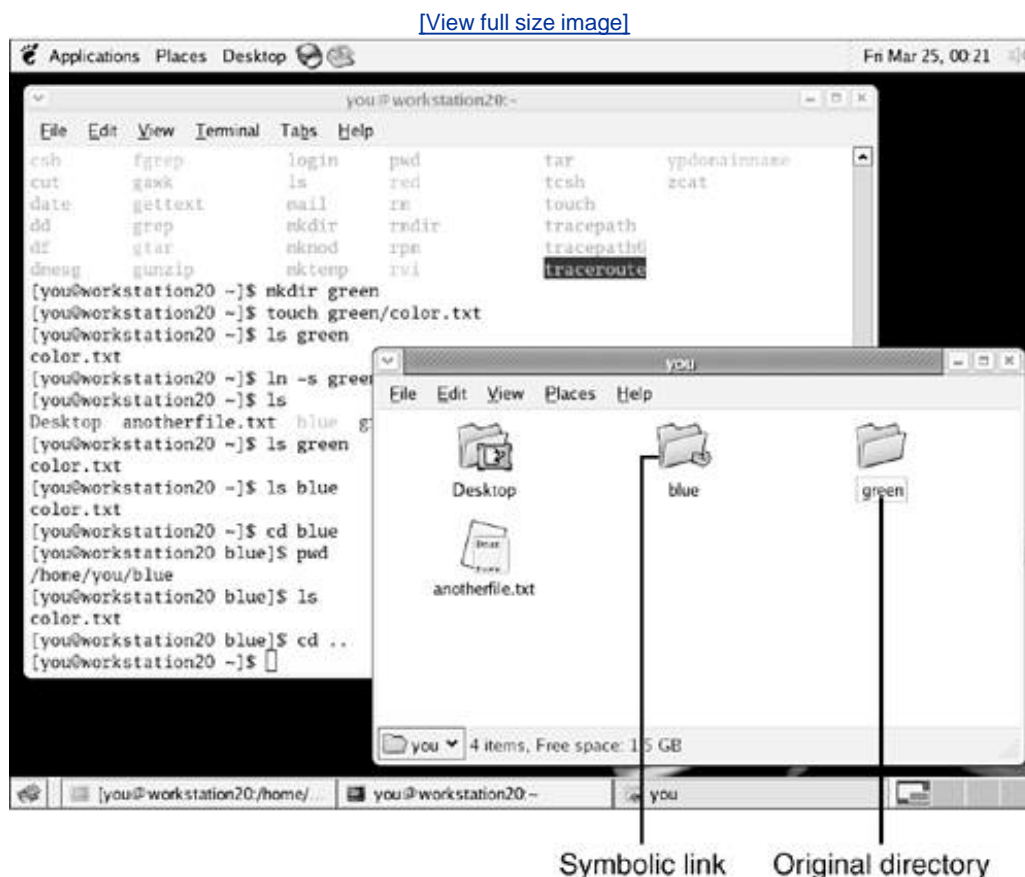 [View full size image]
Applications Places Desktop Fri Mar 25, 00:21
you@workstation20:~
File Edit View Terminal Tabs Help
csh fgrep login pwd tar ypdomainname
cut gawk ls red tcsh zcat
date gettext mail rm touch
dd grep mkdir rmdir tracepath
df gtar mknod rpm tracepath6
dmesg gunzip mktemp rvi traceroute
[you@workstation20 ~]$ mkdir green
[you@workstation20 ~]$ touch green/color.txt
[you@workstation20 ~]$ ls green
color.txt
[you@workstation20 ~]$ ln -s green
[you@workstation20 ~]$ ls
Desktop anotherfile.txt blue g
[you@workstation20 ~]$ ls green
color.txt
[you@workstation20 ~]$ ls blue
color.txt
[you@workstation20 ~]$ cd blue
[you@workstation20 blue]$ pwd
/home/you/blue
[you@workstation20 blue]$ ls
color.txt
[you@workstation20 blue]$ cd ..
[you@workstation20 ~]$
you
File Edit View Places Help
Desktop blue green
anotherfile.txt
you 4 items, Free space: 1.5 GB
[you@workstation20:/home/... you@workstation20:~ you
Symbolic link Original directory